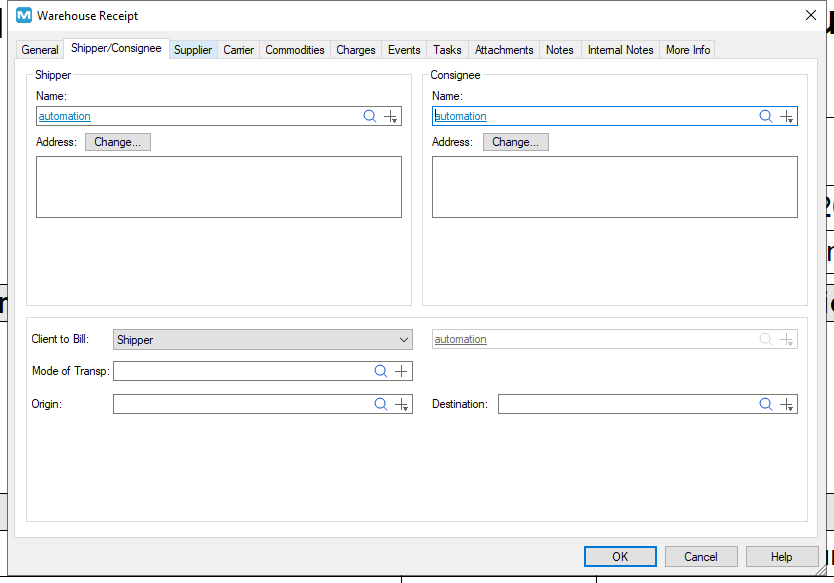 Warehouse Receipt
General Shipper/Consignee Supplier Carrier Commodities Charges Events Tasks Attachments Notes Internal Notes More Info
Shipper Consignee
Name: Name:
automation automation
Address: Change... Address: Change...
Client to Bill: Shipper automation
Mode of Transp:
Origin: Destination:
OK Cancel Help